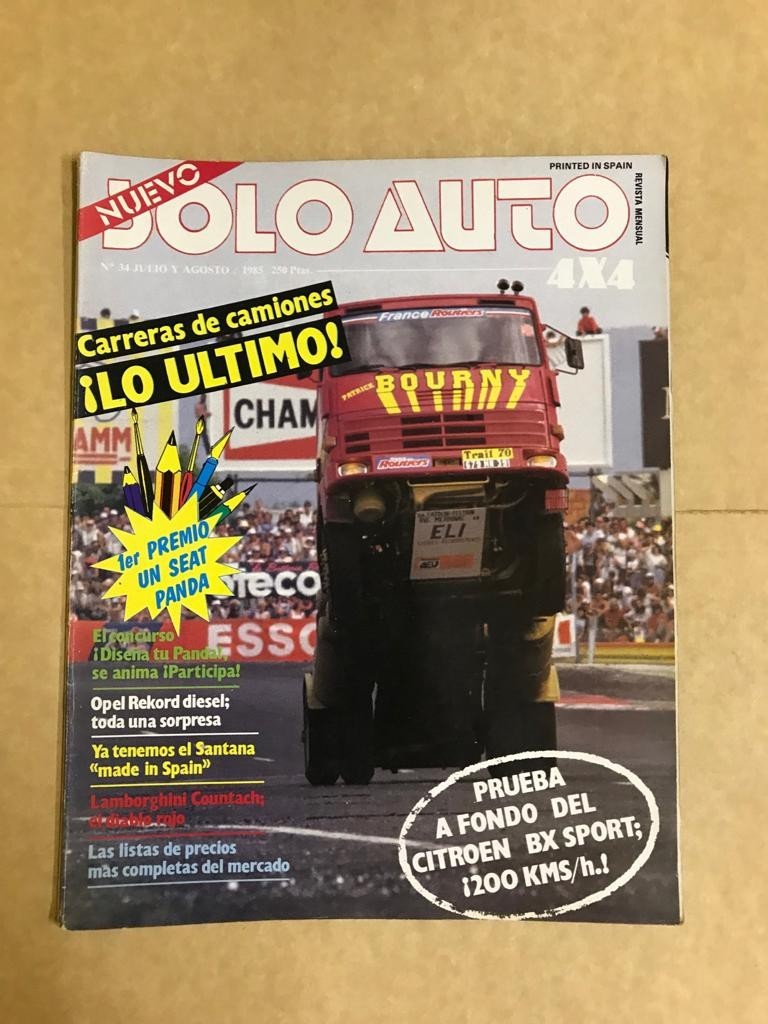 NUEVO
PRINTED IN SPAIN
SOLO AUTO
REVISTA MENSUAL
4X4
Nº 34 JULIO Y AGOSTO / 1985 250 Ptas.
Carreras de camiones
¡LO ULTIMO!
France Routiers
PATRICK BOURNY
CHAM
AMM
Routiers
Trail 70
ELI
1er PREMIO
UN SEAT
PANDA
Teco
ESSO
El concurso
¡Diseña tu Panda!,
se anima ¡Participa!
Opel Rekord diesel;
toda una sorpresa
Ya tenemos el Santana
«made in Spain»
Lamborghini Countach;
el diablo rojo
Las listas de precios
mas completas del mercado
PRUEBA
A FONDO DEL
CITROEN BX SPORT;
¡200 KMS/h.!